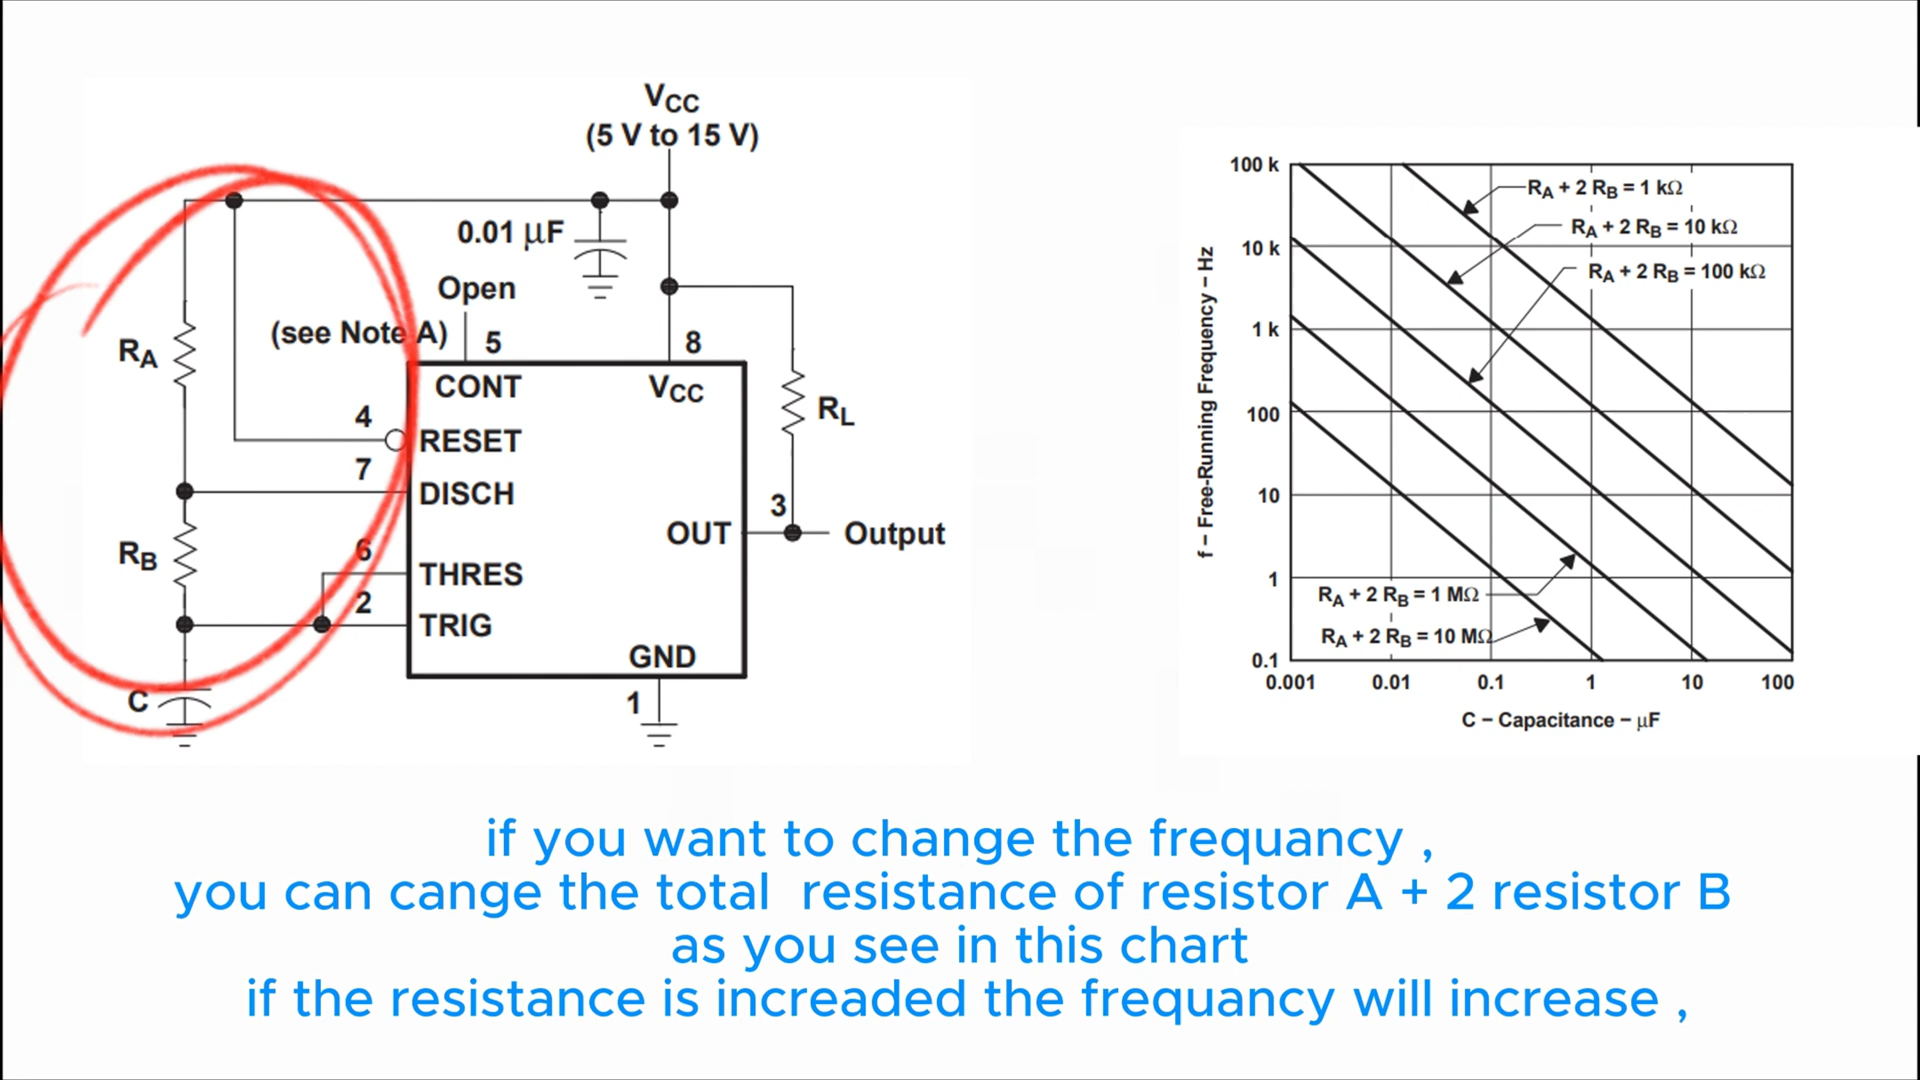 VCC
(5 V to 15 V)
0.01 µF
Open
(see Note A)
5
8
RA
CONT
VCC
RL
4
RESET
7
DISCH
3
OUT
Output
RB
6
THRES
2
TRIG
GND
C
1
100 k
10 k
1 k
100
10
1
0.1
f – Free-Running Frequency – Hz
RA + 2 RB = 1 kΩ
RA + 2 RB = 10 kΩ
RA + 2 RB = 100 kΩ
RA + 2 RB = 1 MΩ
RA + 2 RB = 10 MΩ
0.001 0.01 0.1 1 10 100
C – Capacitance – µF
if you want to change the frequancy ,
you can cange the total resistance of resistor A + 2 resistor B
as you see in this chart
if the resistance is increaded the frequancy will increase ,